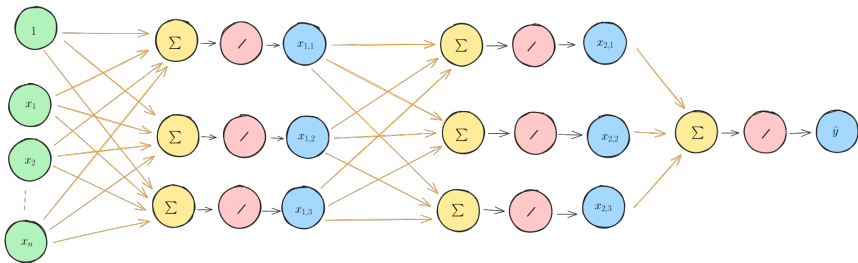 1
x₁
x₂
xₙ
Σ
Σ
Σ
x₁,₁
x₁,₂
x₁,₃
Σ
Σ
Σ
x₂,₁
x₂,₂
x₂,₃
Σ
ŷ